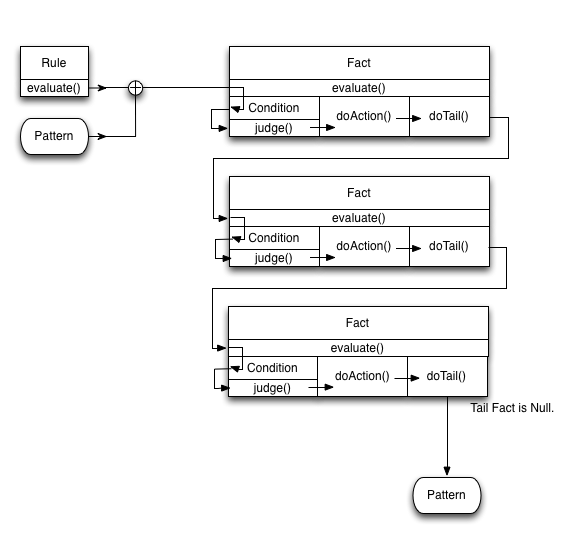 Rule
evaluate()
Pattern
Fact
evaluate()
Condition
judge()
doAction()
doTail()
Fact
evaluate()
Condition
judge()
doAction()
doTail()
Fact
evaluate()
Condition
judge()
doAction()
doTail()
Tail Fact is Null.
Pattern